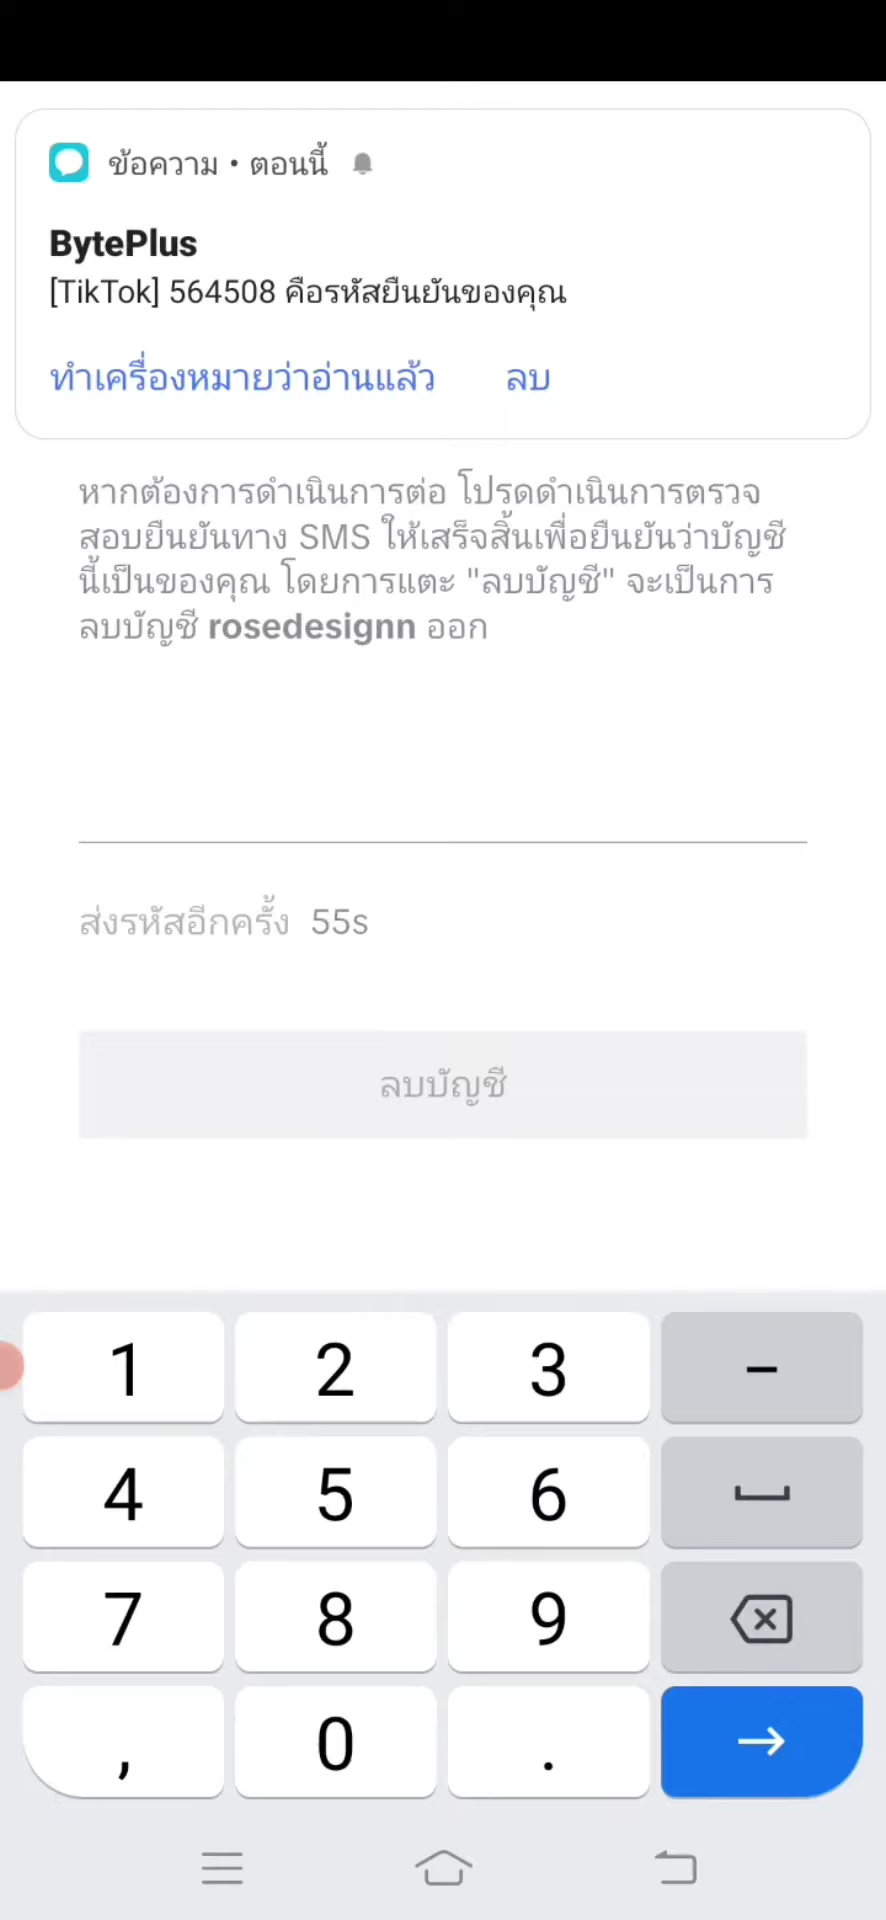 ข้อความ • ตอนนี้
BytePlus
[TikTok] 564508 คือรหัสยืนยันของคุณ
ทำเครื่องหมายว่าอ่านแล้ว ลบ
หากต้องการดำเนินการต่อ โปรดดำเนินการตรวจ
สอบยืนยันทาง SMS ให้เสร็จสิ้นเพื่อยืนยันว่าบัญชี
นี้เป็นของคุณ โดยการแตะ "ลบบัญชี" จะเป็นการ
ลบบัญชี rosedesignn ออก
ส่งรหัสอีกครั้ง 55s
ลบบัญชี
1 2 3 –
4 5 6
7 8 9
, 0 .